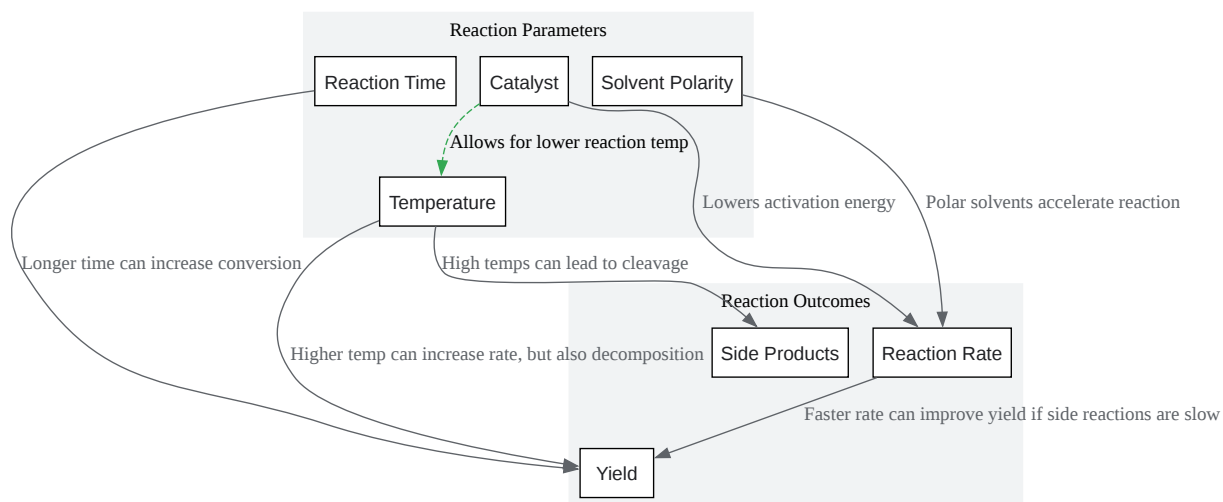 Reaction Parameters
Reaction Time
Catalyst
Solvent Polarity
Allows for lower reaction temp
Temperature
Lowers activation energy
Polar solvents accelerate reaction
Longer time can increase conversion
High temps can lead to cleavage
Reaction Outcomes
Higher temp can increase rate, but also decomposition
Side Products
Reaction Rate
Faster rate can improve yield if side reactions are slow
Yield